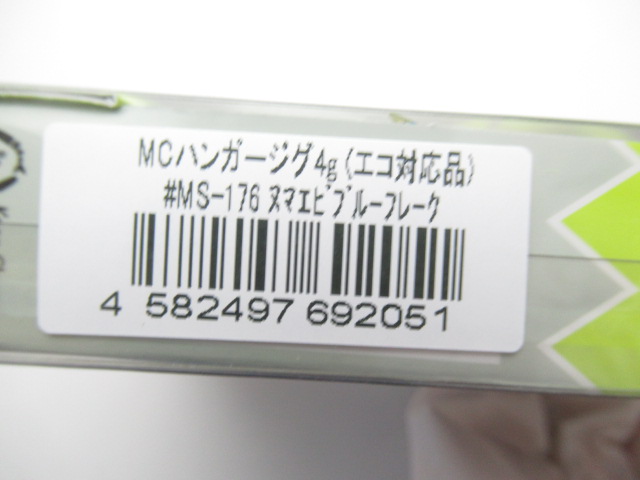 MCハンガージグ4g(エコ対応品)
#MS-176 ヌマエビブルーフレーク
4 582497 692051